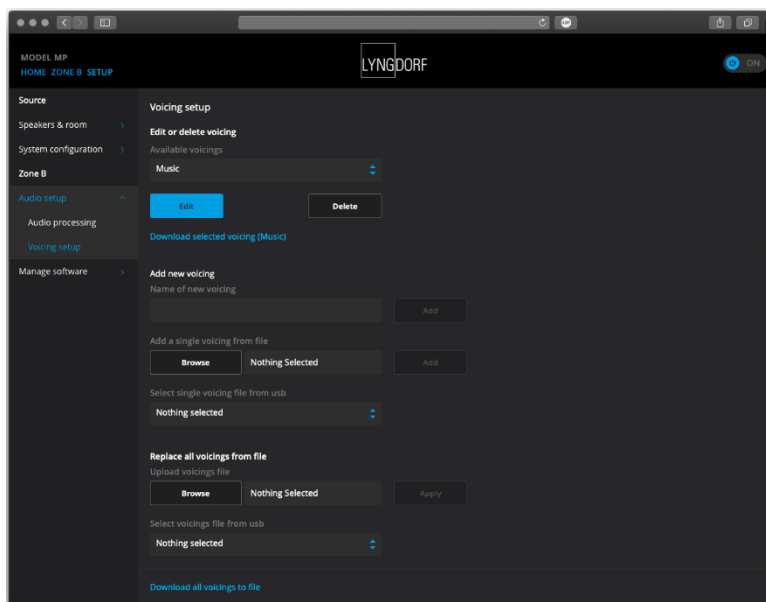 MODEL MP
HOME ZONE B SETUP
LYNGDORF
ON
Source
Speakers & room
System configuration
Zone B
Audio setup
Audio processing
Voicing setup
Manage software
Voicing setup
Edit or delete voicing
Available voicings
Music
Edit
Delete
Download selected voicing (Music)
Add new voicing
Name of new voicing
Add
Add a single voicing from file
Browse
Nothing Selected
Add
Select single voicing file from usb
Nothing selected
Replace all voicings from file
Upload voicings file
Browse
Nothing Selected
Apply
Select voicings file from usb
Nothing selected
Download all voicings to file